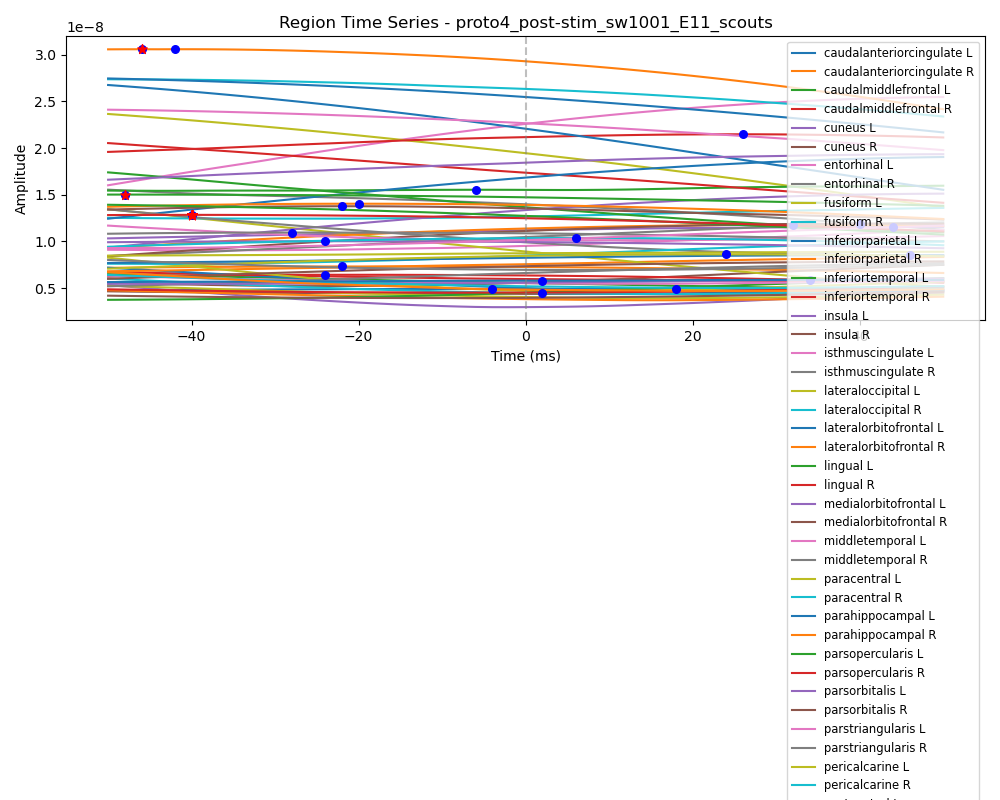 Region Time Series - proto4_post-stim_sw1001_E11_scouts
1e−8
3.0
2.5
2.0
1.5
1.0
0.5
Amplitude
−40
−20
0
20
Time (ms)
caudalanteriorcingulate L
caudalanteriorcingulate R
caudalmiddlefrontal L
caudalmiddlefrontal R
cuneus L
cuneus R
entorhinal L
entorhinal R
fusiform L
fusiform R
inferiorparietal L
inferiorparietal R
inferiortemporal L
inferiortemporal R
insula L
insula R
isthmuscingulate L
isthmuscingulate R
lateraloccipital L
lateraloccipital R
lateralorbitofrontal L
lateralorbitofrontal R
lingual L
lingual R
medialorbitofrontal L
medialorbitofrontal R
middletemporal L
middletemporal R
paracentral L
paracentral R
parahippocampal L
parahippocampal R
parsopercularis L
parsopercularis R
parsorbitalis L
parsorbitalis R
parstriangularis L
parstriangularis R
pericalcarine L
pericalcarine R